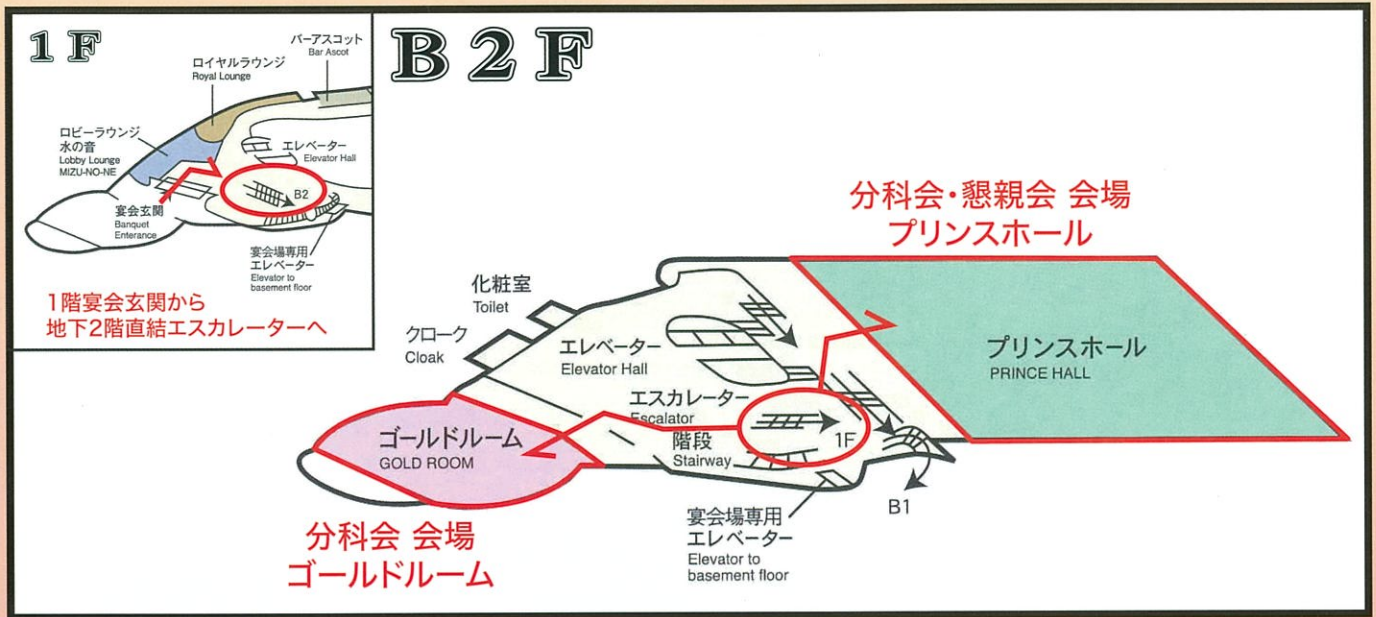 1F
バーアスコット
Bar Ascot
ロイヤルラウンジ
Royal Lounge
ロビーラウンジ
水の音
Lobby Lounge
MIZU-NO-NE
エレベーター
Elevator Hall
B2
宴会玄関
Banquet
Enterance
宴会場専用
エレベーター
Elevator to
basement floor
1階宴会玄関から
地下2階直結エスカレーターへ
B2F
分科会・懇親会 会場
プリンスホール
化粧室
Toilet
クローク
Cloak
エレベーター
Elevator Hall
プリンスホール
PRINCE HALL
エスカレーター
Escalator
1F
階段
Stairway
ゴールドルーム
GOLD ROOM
B1
宴会場専用
エレベーター
Elevator to
basement floor
分科会 会場
ゴールドルーム